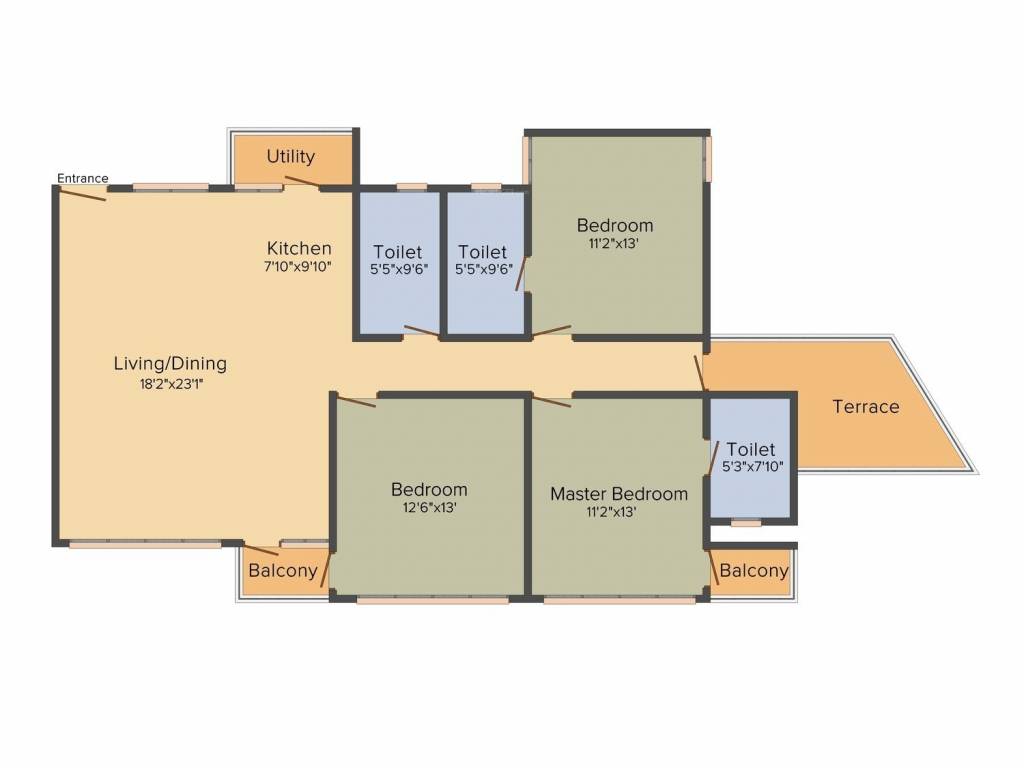 Utility
Entrance
Kitchen
7'10"x9'10"
Toilet
5'5"x9'6"
Toilet
5'5"x9'6"
Bedroom
11'2"x13'
Living/Dining
18'2"x23'1"
Terrace
Bedroom
12'6"x13'
Master Bedroom
11'2"x13'
Toilet
5'3"x7'10"
Balcony
Balcony